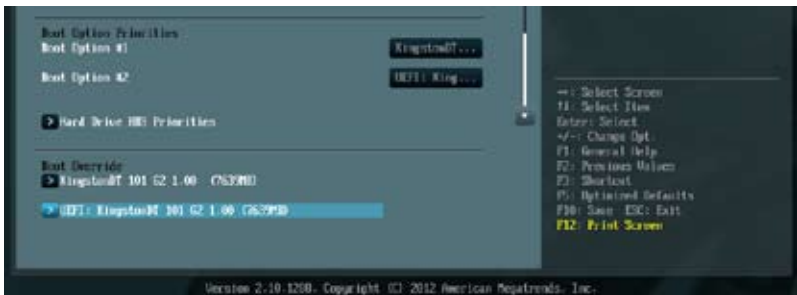 Boot Option Priorities
Boot Option #1
KingstonDT...
Boot Option #2
UEFI: King...
Hard Drive BBS Priorities
Boot Override
KingstonDT 101 G2 1.00 (7639MB)
UEFI: KingstonDT 101 G2 1.00 (7639MB)
→←: Select Screen
↑↓: Select Item
Enter: Select
+/-: Change Opt.
F1: General Help
F2: Previous Values
F3: Shortcut
F5: Optimized Defaults
F10: Save ESC: Exit
F12: Print Screen
Version 2.10.1208. Copyright (C) 2012 American Megatrends, Inc.